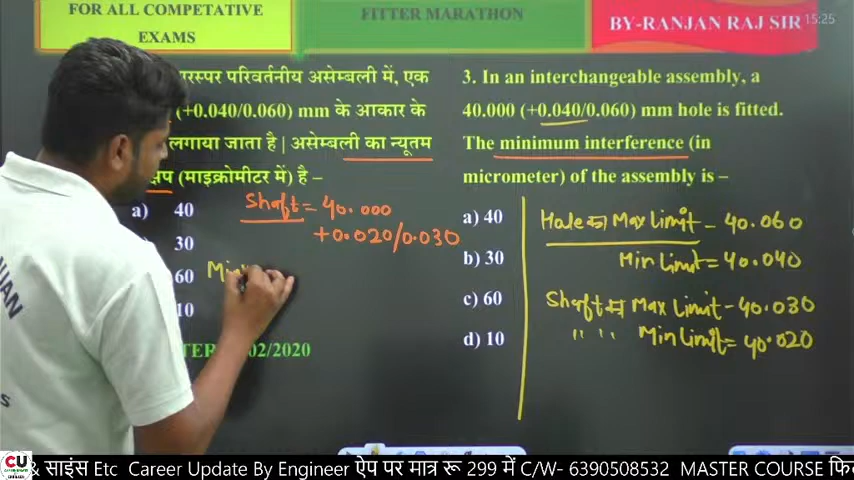 FOR ALL COMPETATIVE
EXAMS
FITTER MARATHON
BY-RANJAN RAJ SIR
15:25
परिवर्तनीय असेम्बली में, एक
(+0.040/0.060) mm के आकार के
लगाया जाता है | असेम्बली का न्यूतम
(माइक्रोमीटर में) है –
a) 40
30
60
10
02/2020
Shaft = 40.000
+0.020/0.030
3. In an interchangeable assembly, a
40.000 (+0.040/0.060) mm hole is fitted.
The minimum interference (in
micrometer) of the assembly is –
a) 40
b) 30
c) 60
d) 10
Hole का Max Limit – 40.060
Min Limit = 40.040
Shaft का Max Limit – 40.030
" " Min Limit = 40.020
CU
& साइंस Etc Career Update By Engineer ऐप पर मात्र रू 299 में C/W- 6390508532 MASTER COURSE